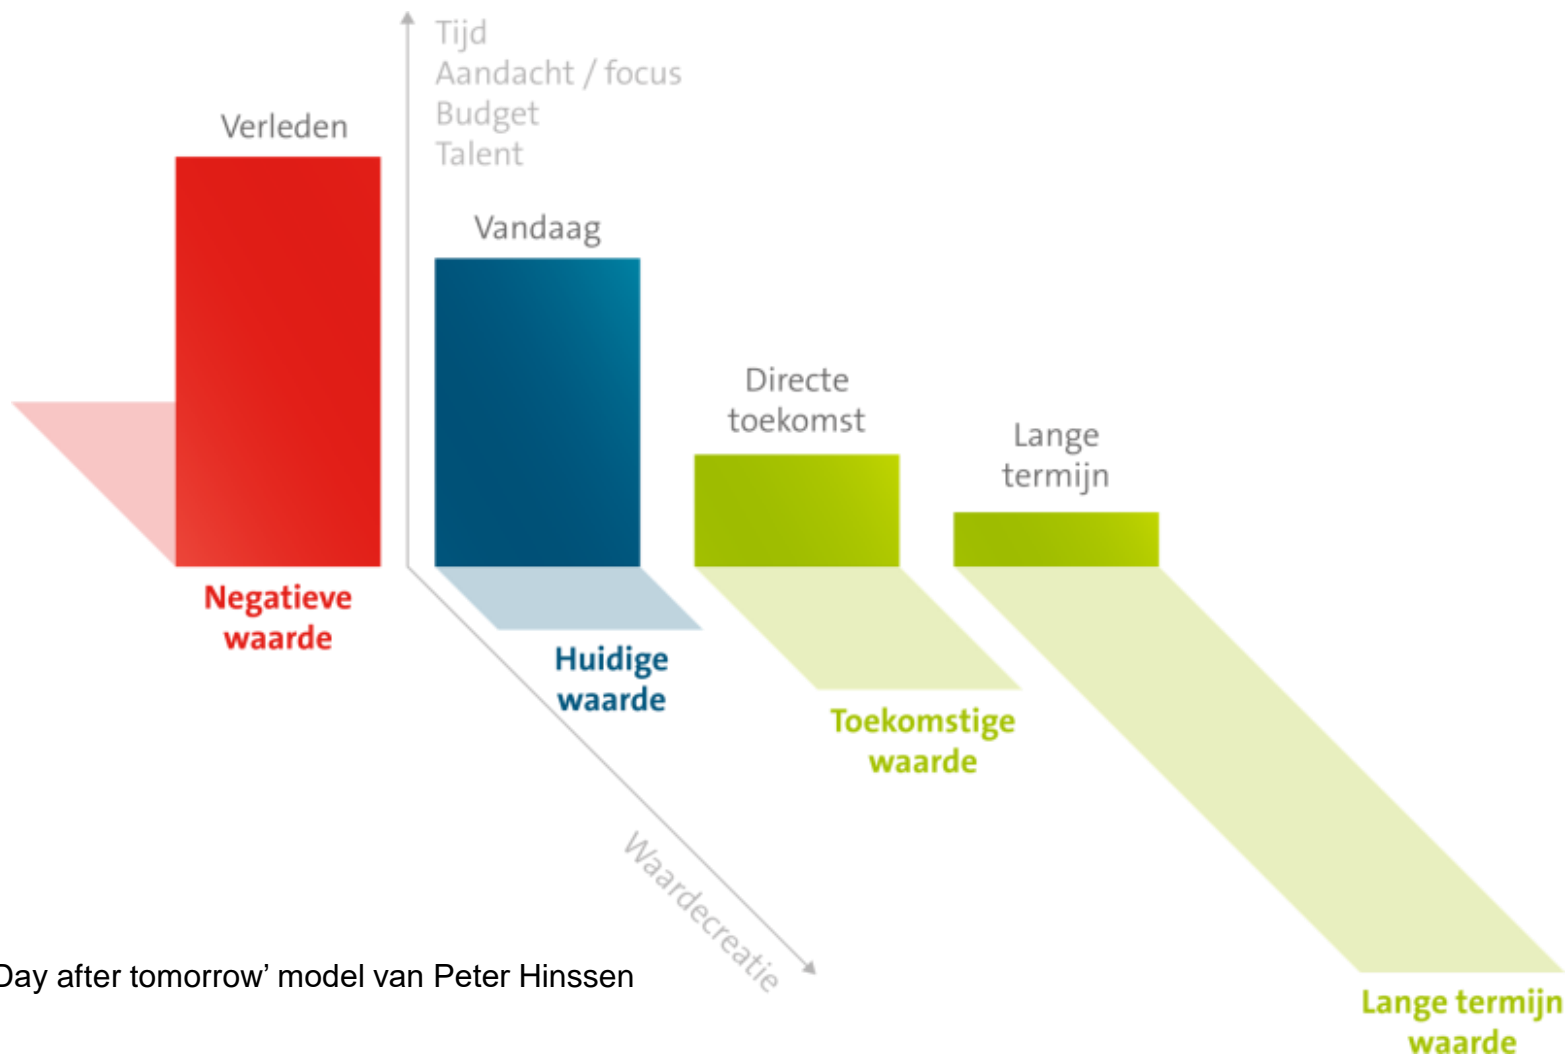 Tijd
Aandacht / focus
Budget
Talent
Verleden
Vandaag
Directe
toekomst
Lange
termijn
Negatieve
waarde
Huidige
waarde
Toekomstige
waarde
Waardecreatie
Day after tomorrow’ model van Peter Hinssen
Lange termijn
waarde